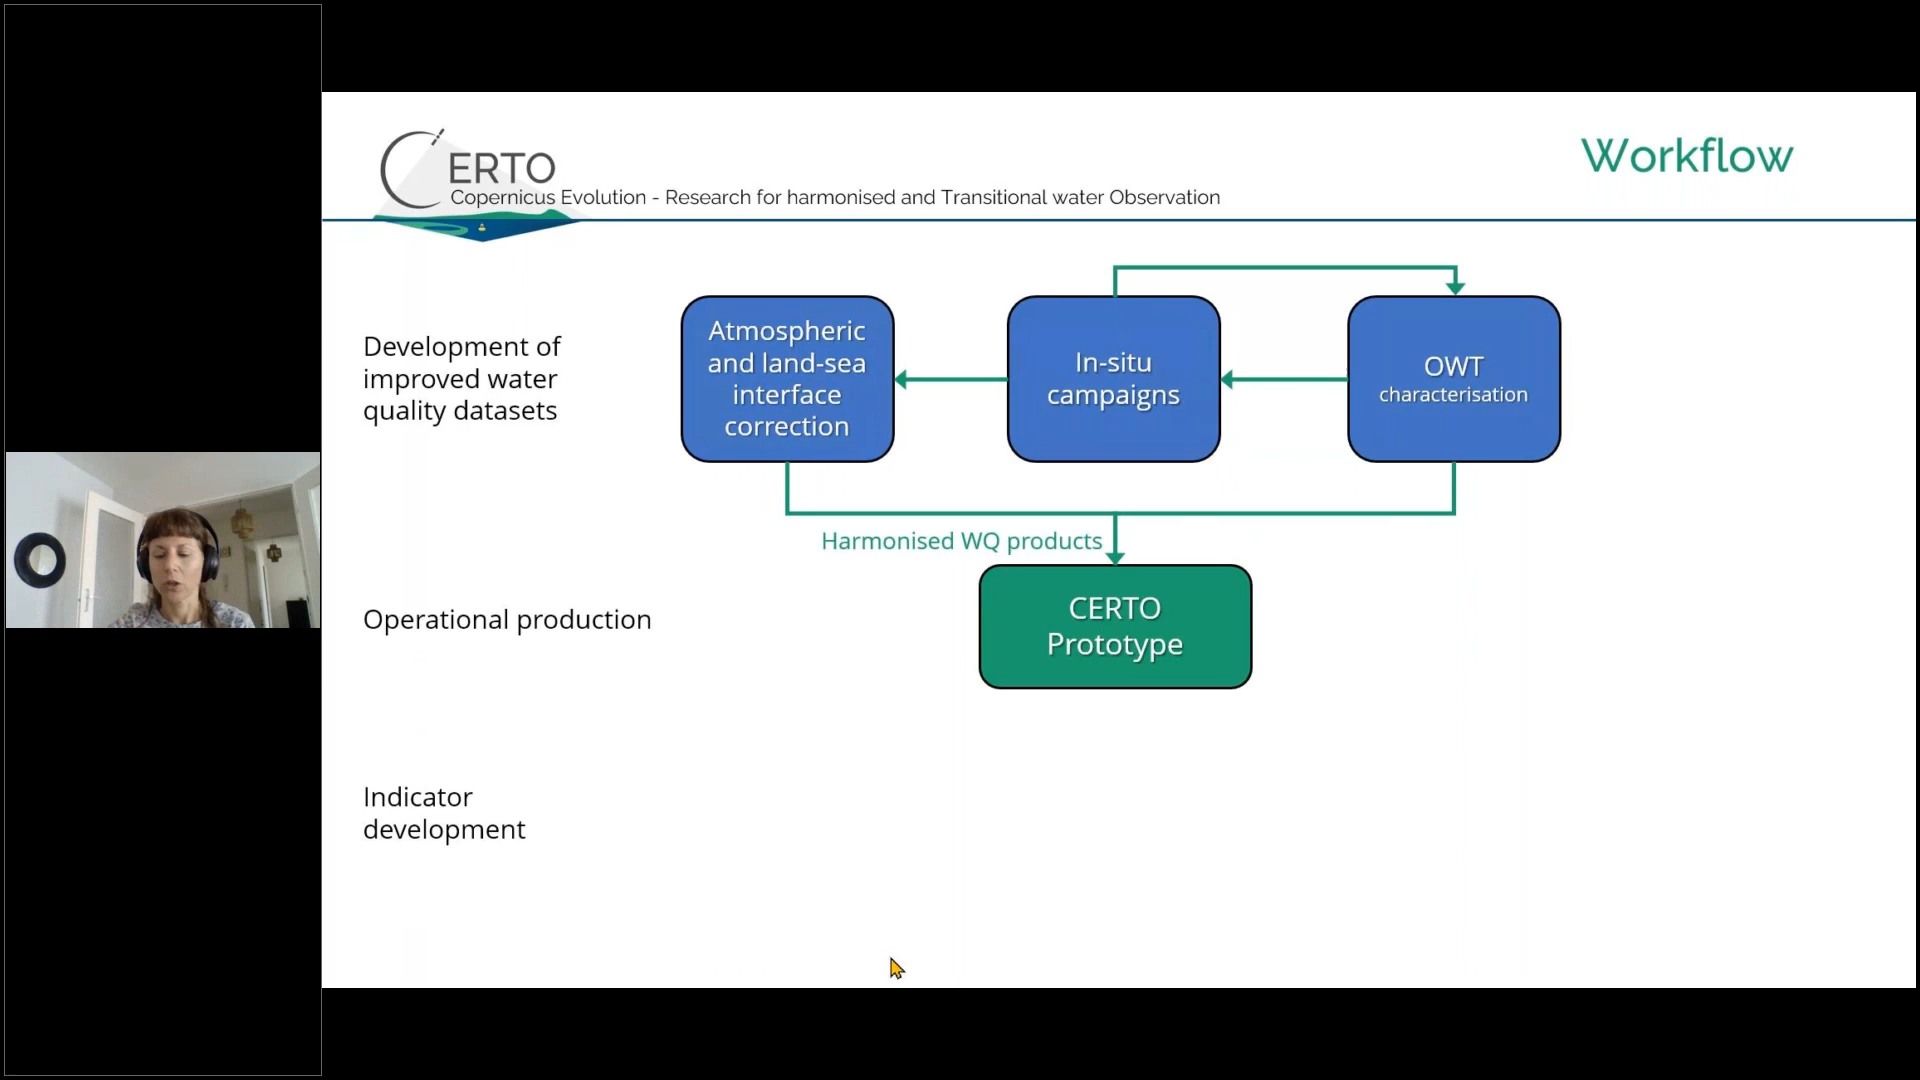 ERTO
Copernicus Evolution - Research for harmonised and Transitional water Observation
Workflow
Development of
improved water
quality datasets
Atmospheric
and land-sea
interface
correction
In-situ
campaigns
OWT
characterisation
Harmonised WQ products
Operational production
CERTO
Prototype
Indicator
development